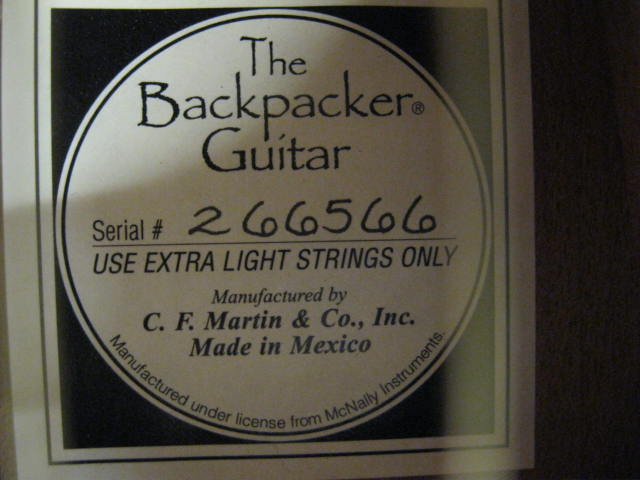 The
Backpacker®
Guitar
Serial # 266566
USE EXTRA LIGHT STRINGS ONLY
Manufactured by
C. F. Martin & Co., Inc.
Made in Mexico
Manufactured under license from McNally Instruments.